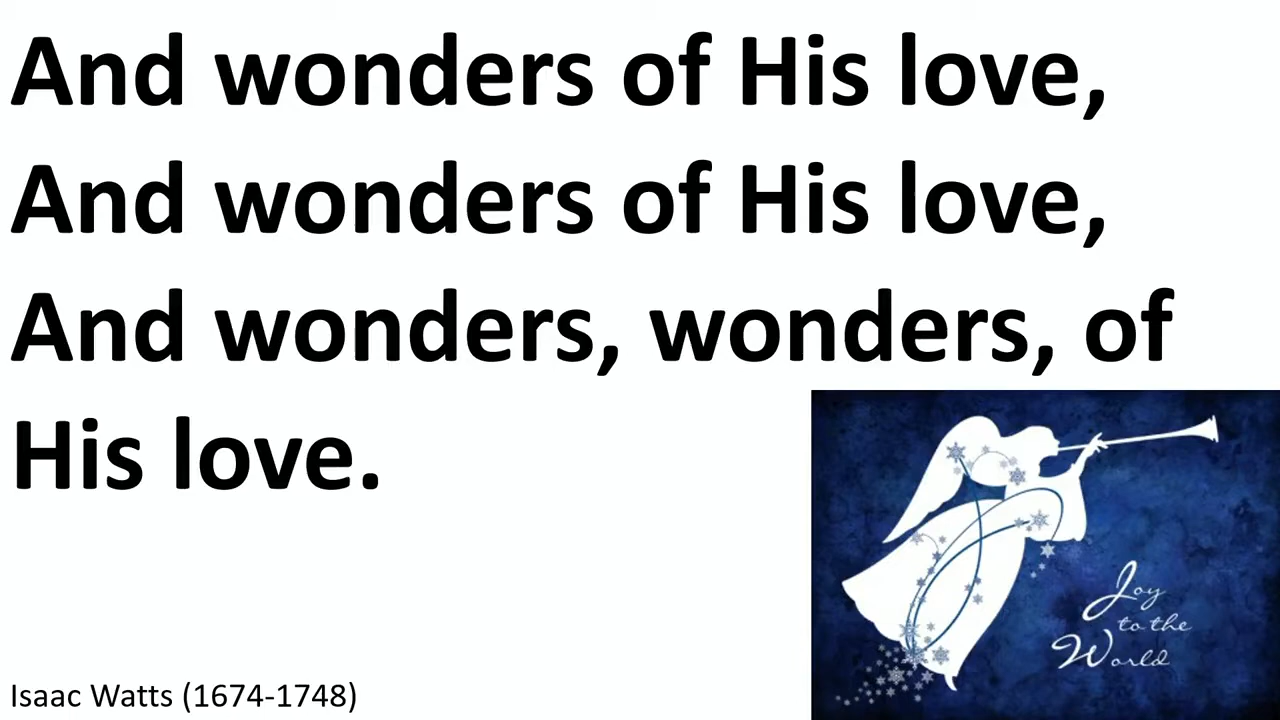 And wonders of His love,
And wonders of His love,
And wonders, wonders, of
His love.
Joy
to the
World
Isaac Watts (1674-1748)